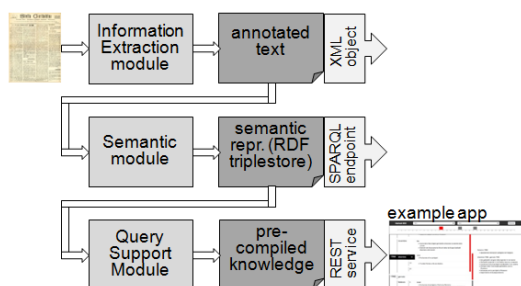 Information
Extraction
module
annotated
text
XML
object
Semantic
module
semantic
repr. (RDF
triplestore)
SPARQL
endpoint
Query
Support
Module
pre-
compiled
knowledge
REST
service
example app